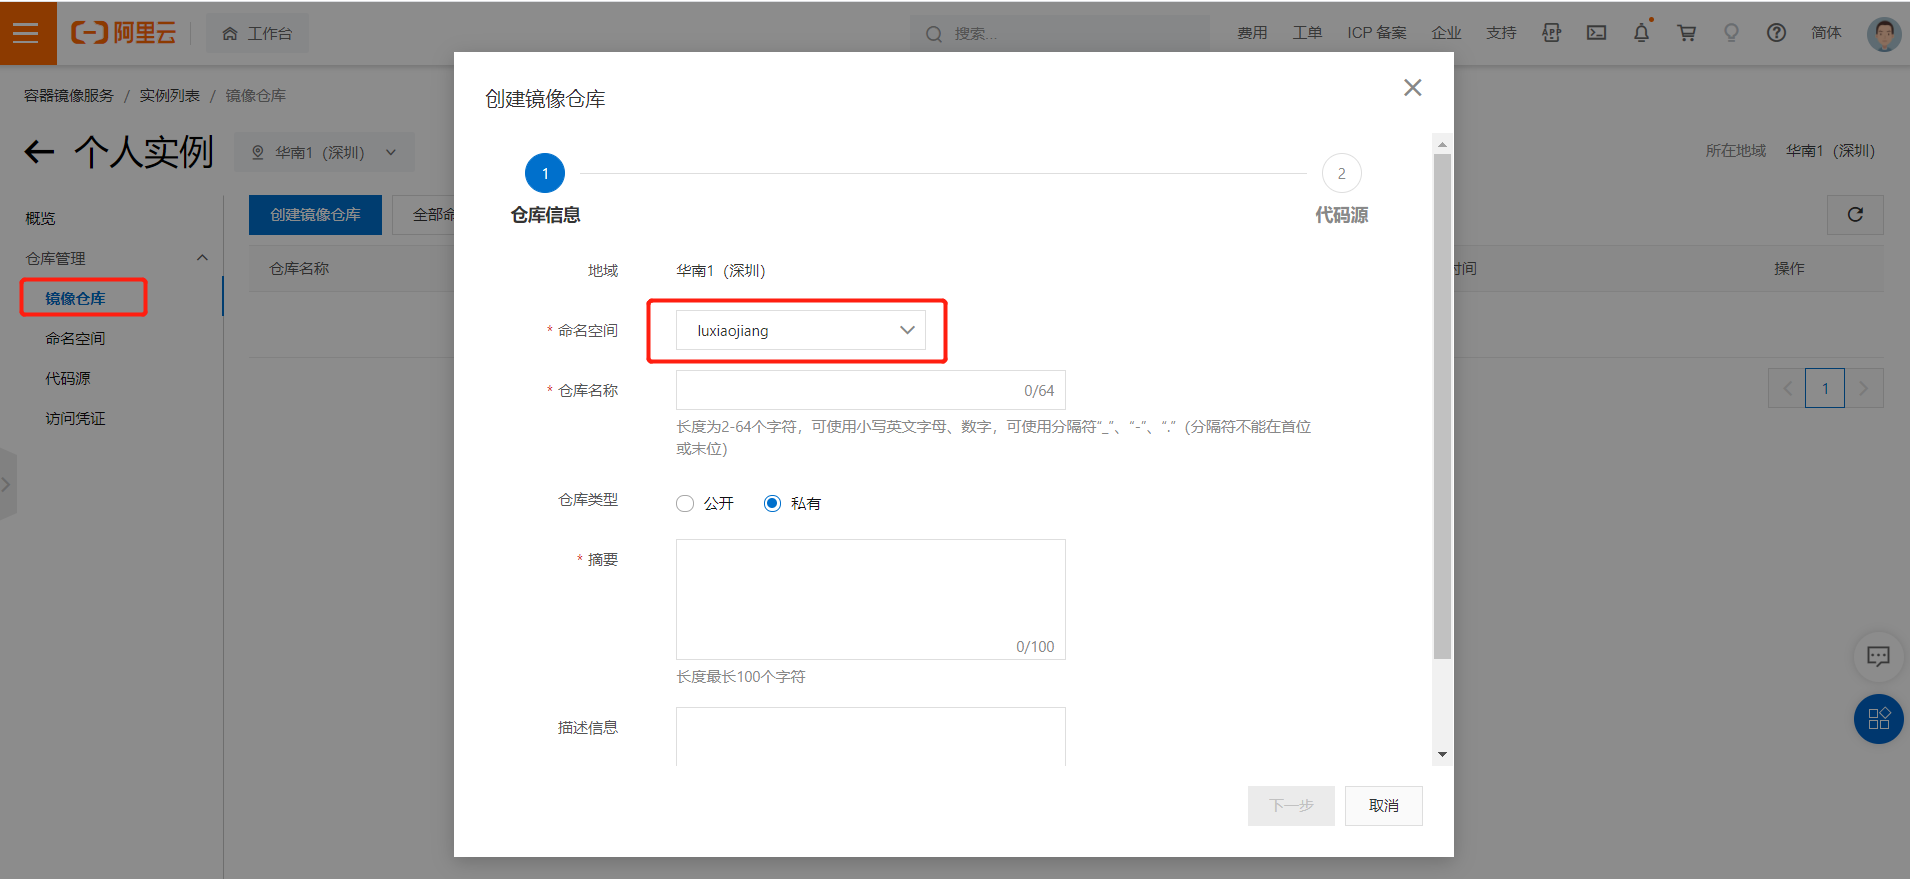 阿里云
工作台
搜索...
费用
工单
ICP 备案
企业
支持
简体
容器镜像服务 / 实例列表 / 镜像仓库
个人实例
华南1（深圳）
所在地域 华南1（深圳）
概览
仓库管理
镜像仓库
命名空间
代码源
访问凭证
创建镜像仓库
全部命
仓库名称
时间
操作
1
创建镜像仓库
1
仓库信息
2
代码源
地域 华南1（深圳）
* 命名空间 luxiaojiang
* 仓库名称 0/64
长度为2-64个字符，可使用小写英文字母、数字，可使用分隔符“_”、“-”、“.”（分隔符不能在首位
或末位）
仓库类型 公开 私有
* 摘要
0/100
长度最长100个字符
描述信息
下一步
取消